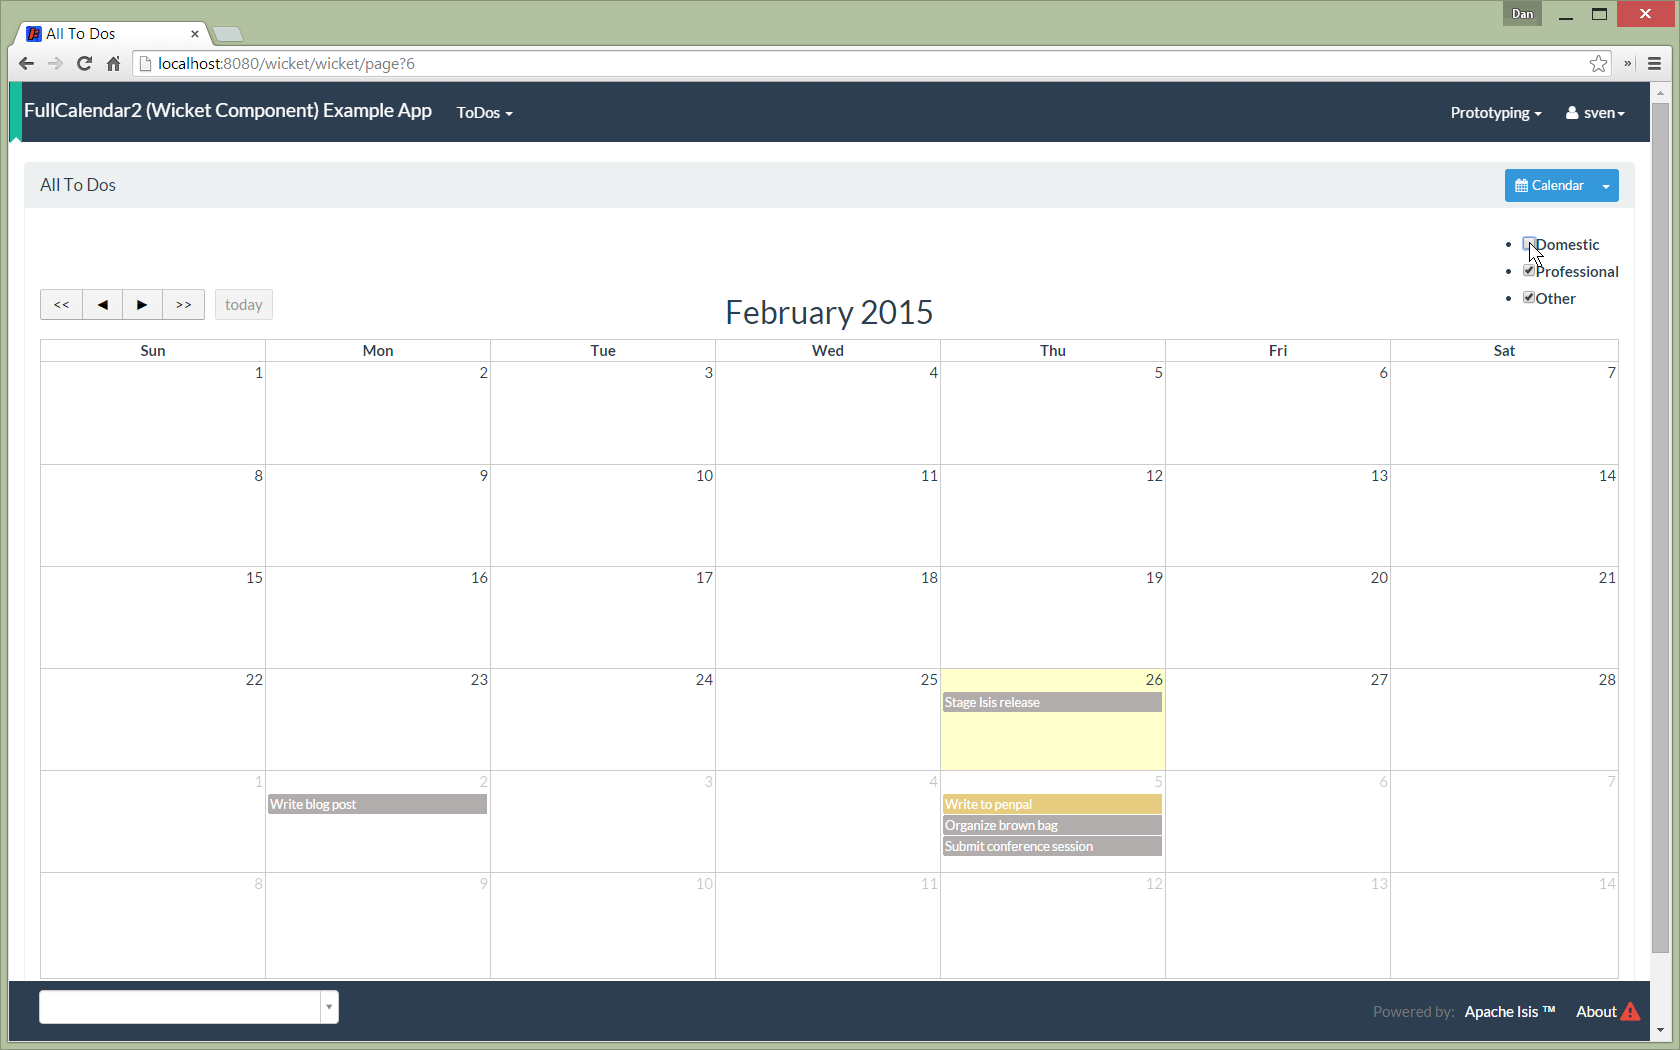 Dan
All To Dos
localhost:8080/wicket/wicket/page?6
FullCalendar2 (Wicket Component) Example App ToDos Prototyping sven
All To Dos Calendar
Domestic
Professional
Other
<< ◀ ▶ >> today February 2015
Sun Mon Tue Wed Thu Fri Sat
1 2 3 4 5 6 7
8 9 10 11 12 13 14
15 16 17 18 19 20 21
22 23 24 25 26 27 28
Stage Isis release
1 2 3 4 5 6 7
Write blog post Write to penpal
Organize brown bag
Submit conference session
8 9 10 11 12 13 14
Powered by: Apache Isis ™ About